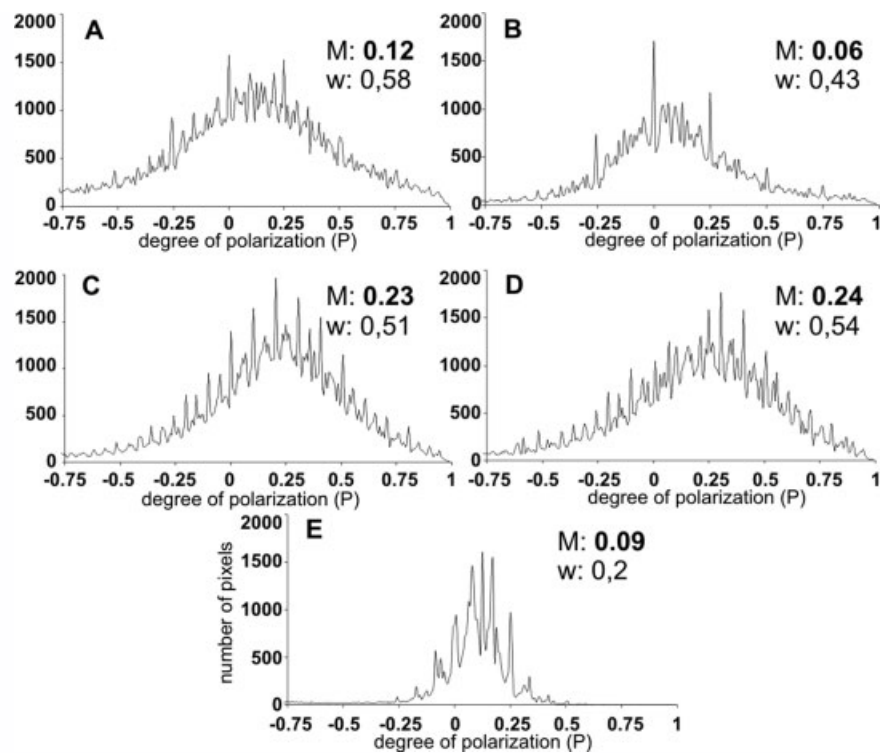 A
M: 0.12
w: 0,58
2000
1500
1000
500
0
-0.75 -0.5 -0.25 0 0.25 0.5 0.75 1
degree of polarization (P)
B
M: 0.06
w: 0,43
2000
1500
1000
500
0
-0.75 -0.5 -0.25 0 0.25 0.5 0.75 1
degree of polarization (P)
C
M: 0.23
w: 0,51
2000
1500
1000
500
0
-0.75 -0.5 -0.25 0 0.25 0.5 0.75 1
degree of polarization (P)
D
M: 0.24
w: 0,54
2000
1500
1000
500
0
-0.75 -0.5 -0.25 0 0.25 0.5 0.75 1
degree of polarization (P)
E
M: 0.09
w: 0,2
number of pixels
2000
1500
1000
500
0
-0.75 -0.5 -0.25 0 0.25 0.5 0.75 1
degree of polarization (P)